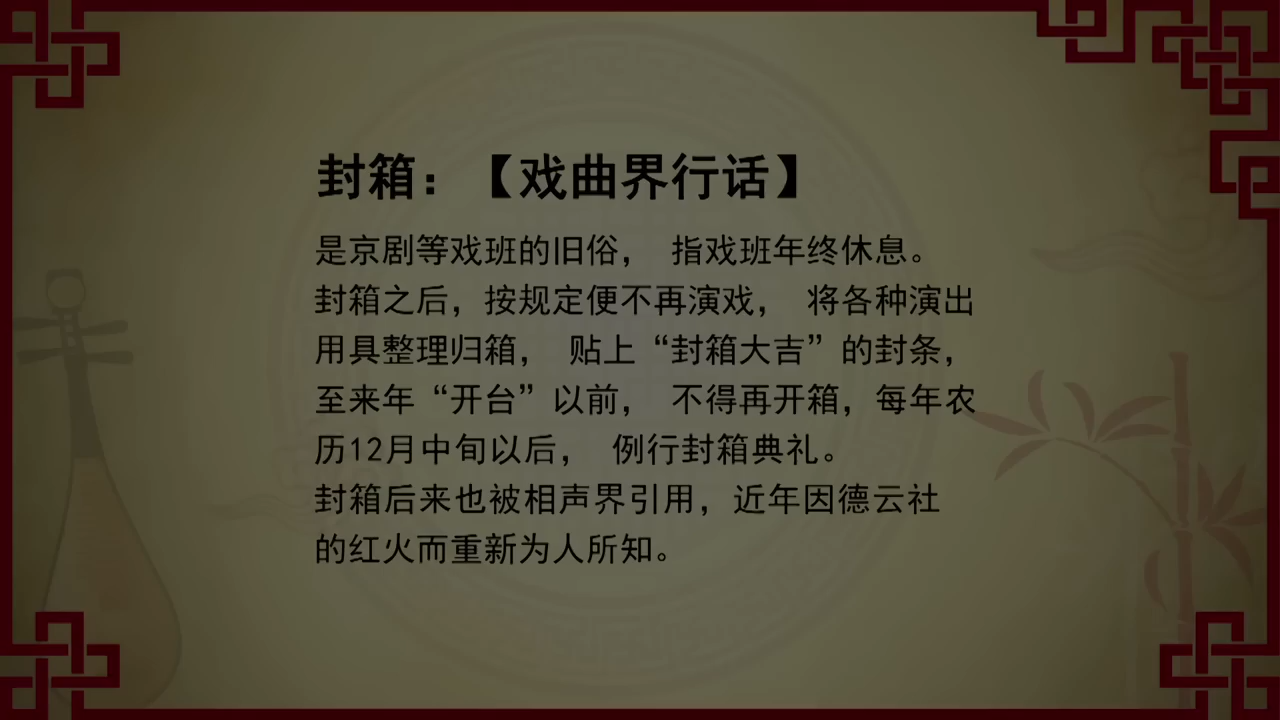 封箱：【戏曲界行话】
是京剧等戏班的旧俗， 指戏班年终休息。
封箱之后，按规定便不再演戏， 将各种演出
用具整理归箱， 贴上“封箱大吉”的封条，
至来年“开台”以前， 不得再开箱，每年农
历12月中旬以后， 例行封箱典礼。
封箱后来也被相声界引用，近年因德云社
的红火而重新为人所知。